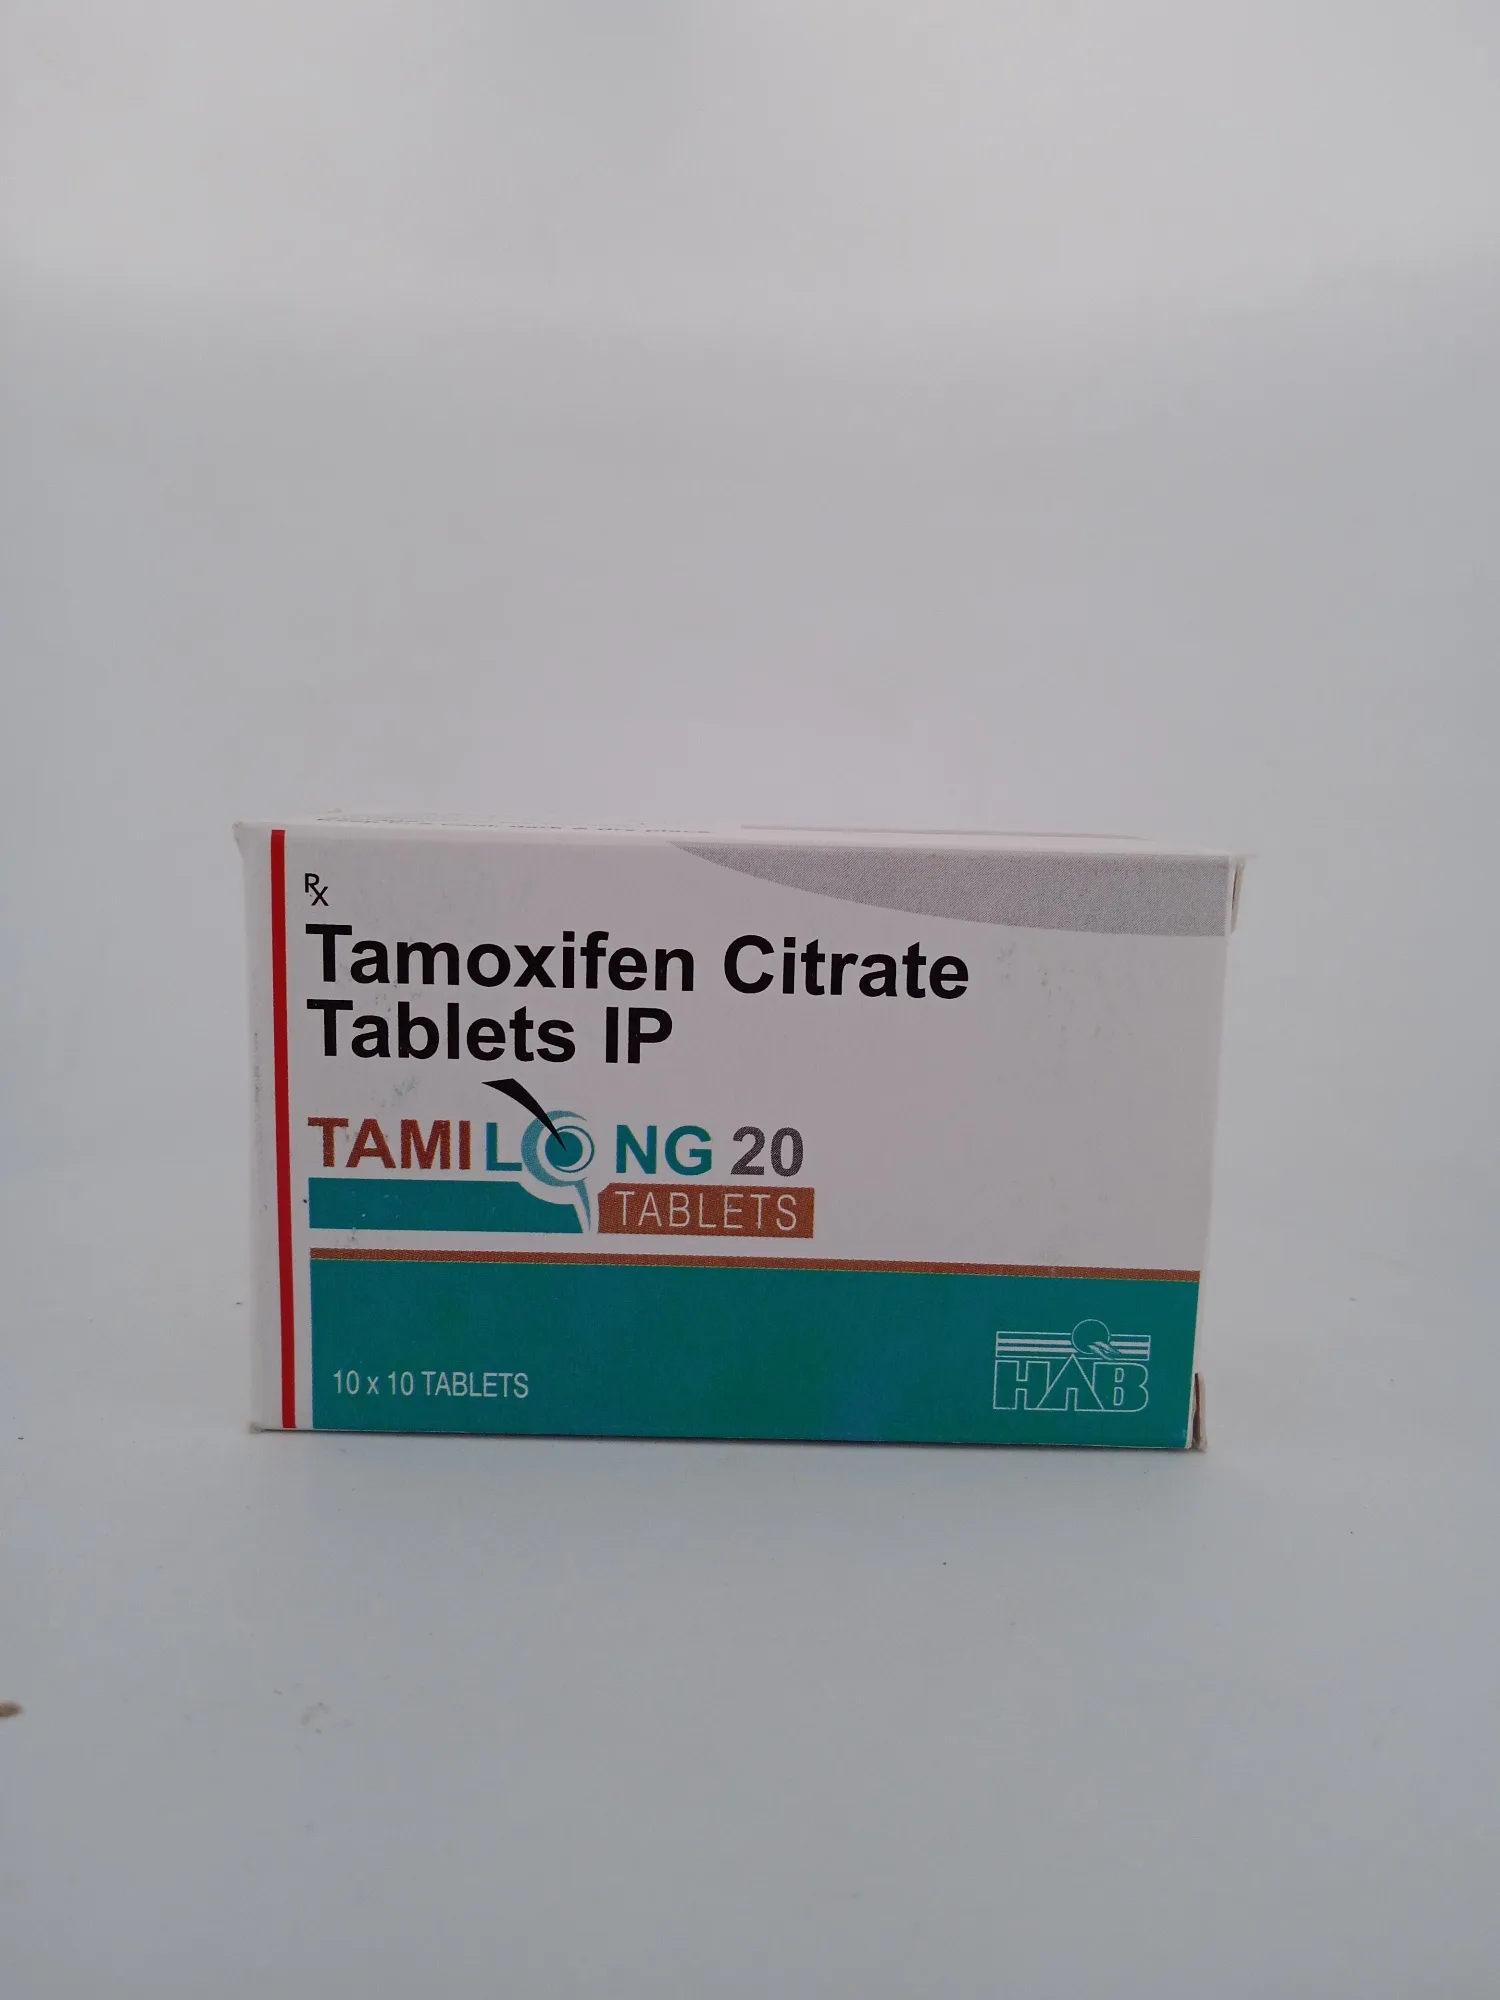 Rx
Tamoxifen Citrate
Tablets IP
TAMILONG 20
TABLETS
10 x 10 TABLETS
HAB